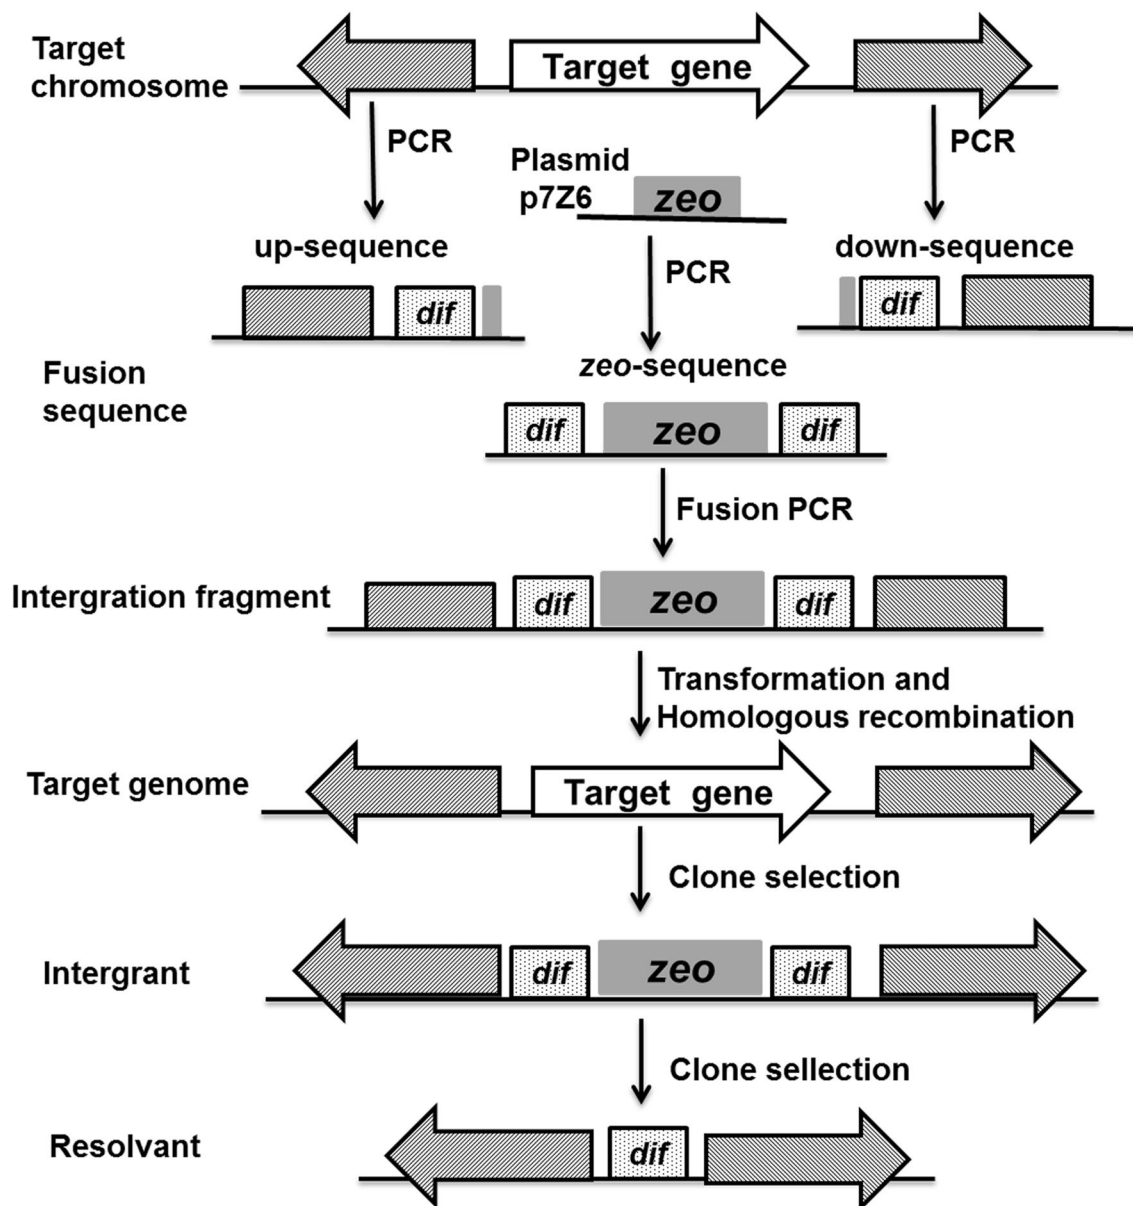 Target
chromosome
Target gene
PCR
PCR
Plasmid
p7Z6
zeo
up-sequence
PCR
down-sequence
dif
dif
zeo-sequence
Fusion
sequence
dif
zeo
dif
Fusion PCR
Intergration fragment
dif
zeo
dif
Transformation and
Homologous recombination
Target genome
Target gene
Clone selection
Intergrant
dif
zeo
dif
Clone sellection
Resolvant
dif